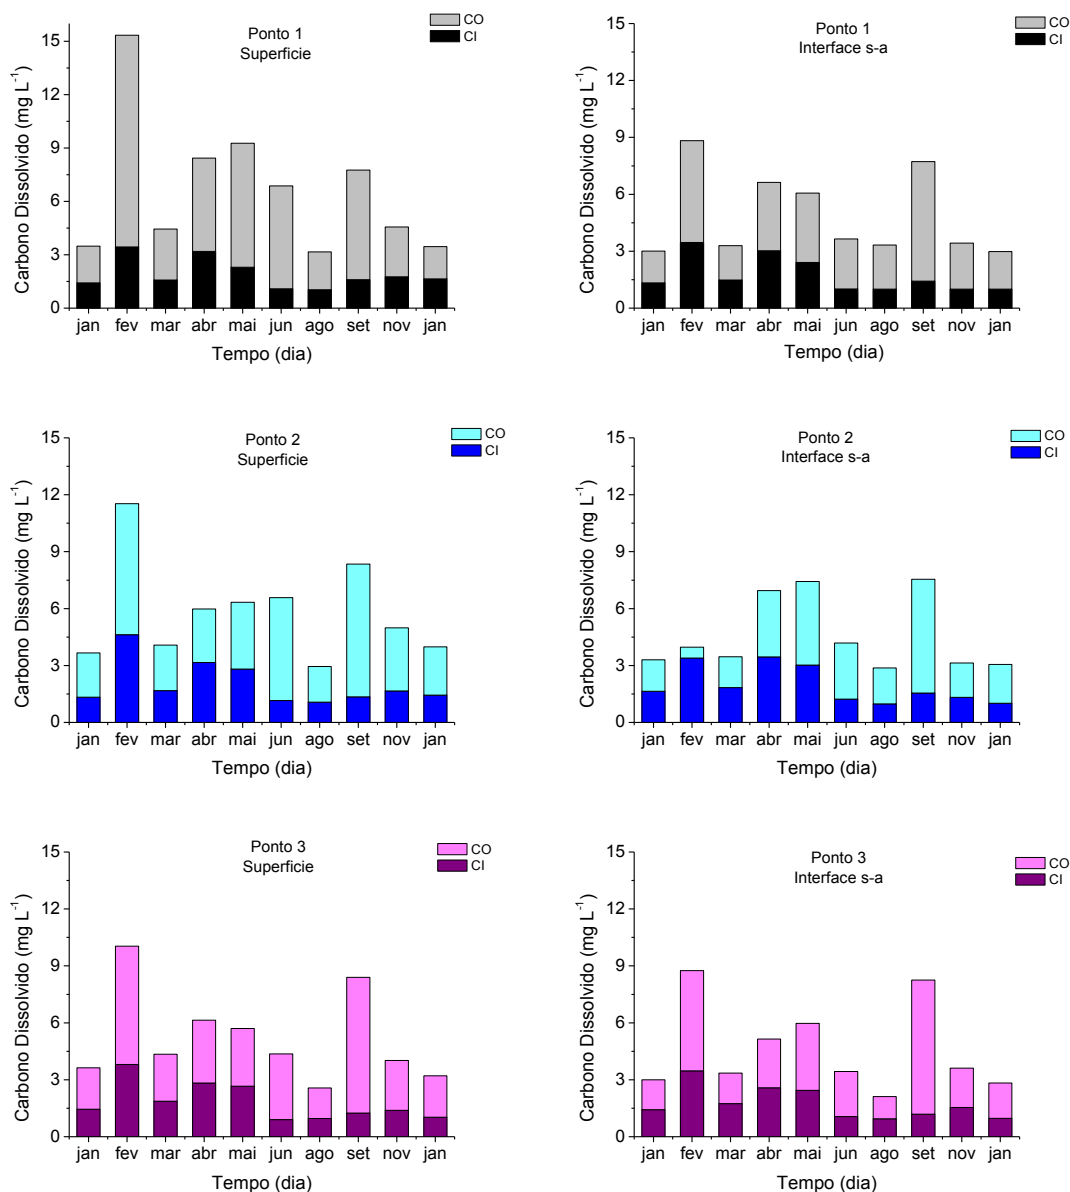 Ponto 1
Superficie
CO
CI
Carbono Dissolvido (mg L⁻¹)
15
12
9
6
3
0
jan fev mar abr mai jun ago set nov jan
Tempo (dia)
Ponto 1
Interface s-a
CO
CI
Carbono Dissolvido (mg L⁻¹)
15
12
9
6
3
0
jan fev mar abr mai jun ago set nov jan
Tempo (dia)
Ponto 2
Superficie
CO
CI
Carbono Dissolvido (mg L⁻¹)
15
12
9
6
3
0
jan fev mar abr mai jun ago set nov jan
Tempo (dia)
Ponto 2
Interface s-a
CO
CI
Carbono Dissolvido (mg L⁻¹)
15
12
9
6
3
0
jan fev mar abr mai jun ago set nov jan
Tempo (dia)
Ponto 3
Superficie
CO
CI
Carbono Dissolvido (mg L⁻¹)
15
12
9
6
3
0
jan fev mar abr mai jun ago set nov jan
Tempo (dia)
Ponto 3
Interface s-a
CO
CI
Carbono Dissolvido (mg L⁻¹)
15
12
9
6
3
0
jan fev mar abr mai jun ago set nov jan
Tempo (dia)